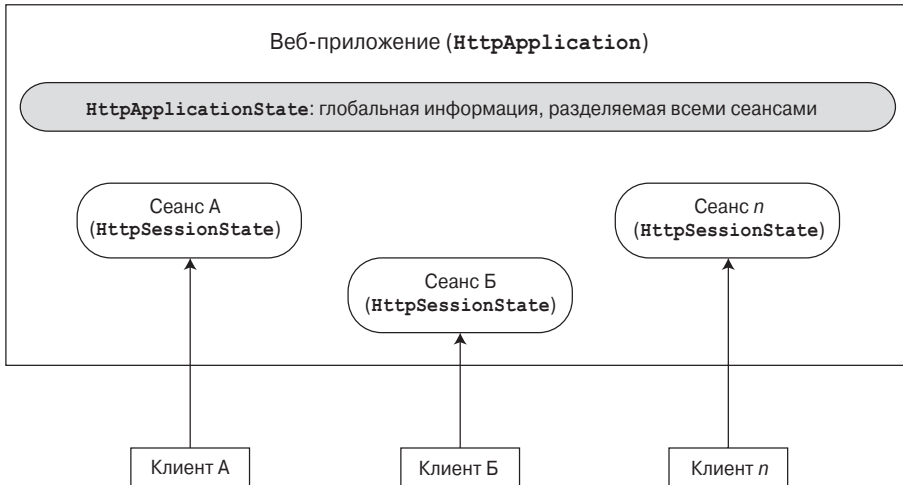 Веб-приложение (HttpApplication)
HttpApplicationState: глобальная информация, разделяемая всеми сеансами
Сеанс А
(HttpSessionState)
Сеанс n
(HttpSessionState)
Сеанс Б
(HttpSessionState)
Клиент А
Клиент Б
Клиент n